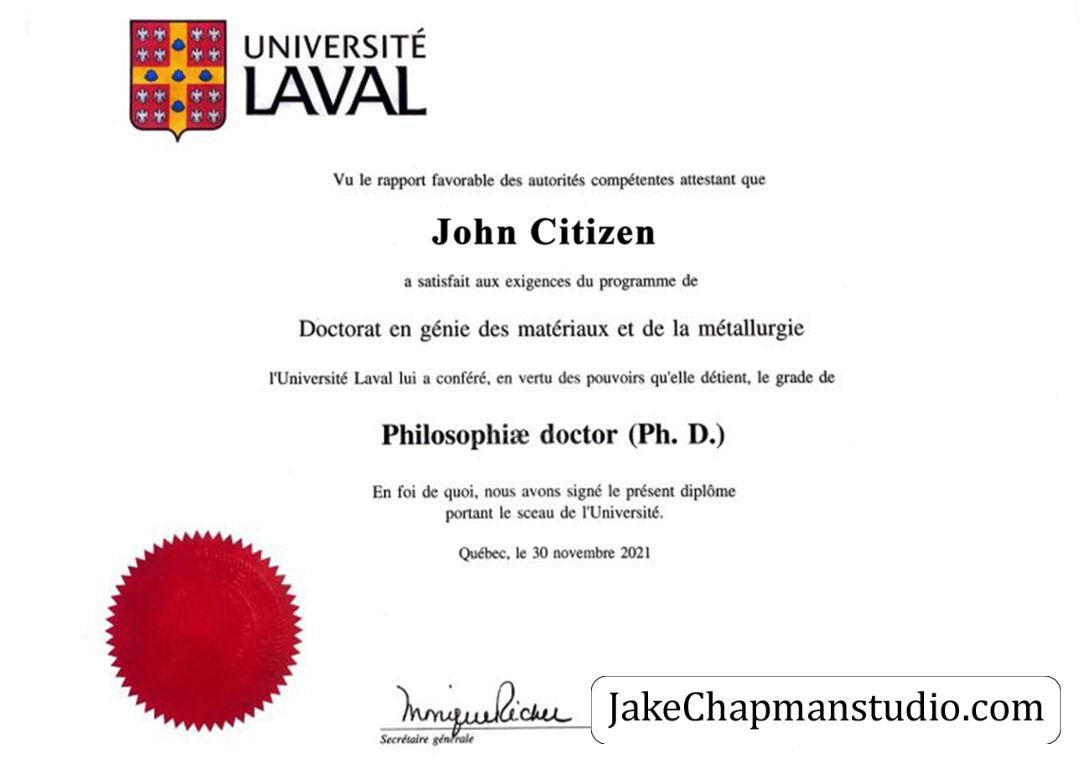 UNIVERSITÉ
LAVAL
Vu le rapport favorable des autorités compétentes attestant que
John Citizen
a satisfait aux exigences du programme de
Doctorat en génie des matériaux et de la métallurgie
l'Université Laval lui a conféré, en vertu des pouvoirs qu'elle détient, le grade de
Philosophiæ doctor (Ph. D.)
En foi de quoi, nous avons signé le présent diplôme
portant le sceau de l'Université.
Québec, le 30 novembre 2021
Monique Richer
Secrétaire générale
JakeChapmanstudio.com